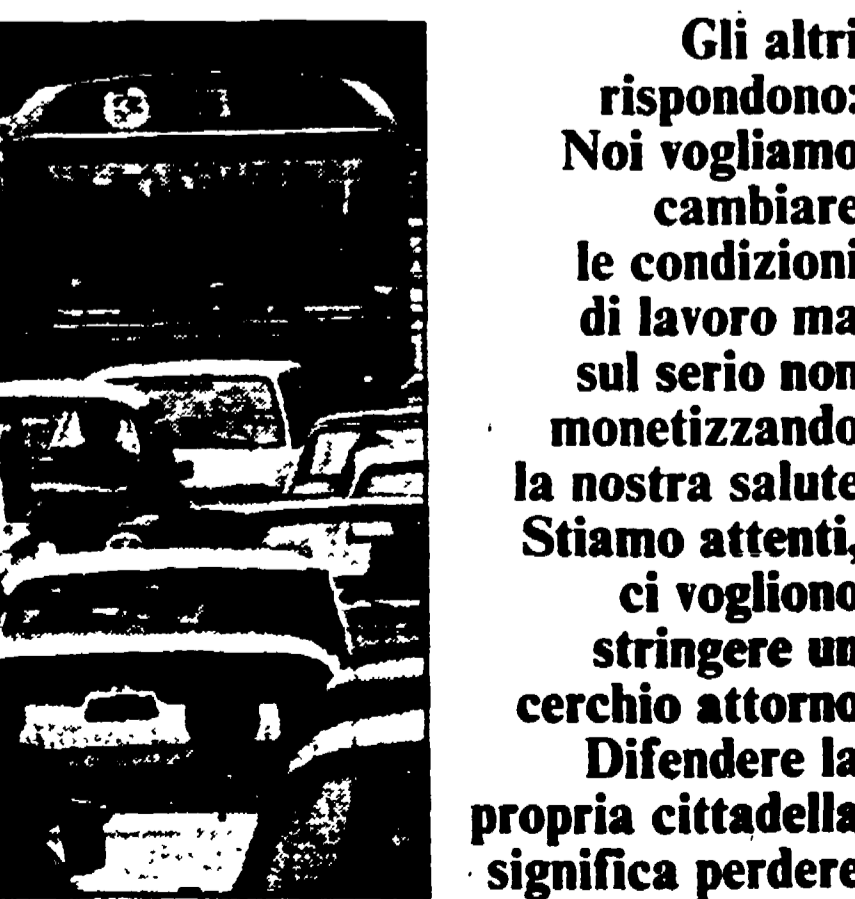 Gli altri
rispondono:
Noi vogliamo
cambiare
le condizioni
di lavoro ma
sul serio non
monetizzando
la nostra salute
Stiamo attenti,
ci vogliono
stringere un
cerchio attorno
Difendere la
propria cittadella
significa perdere